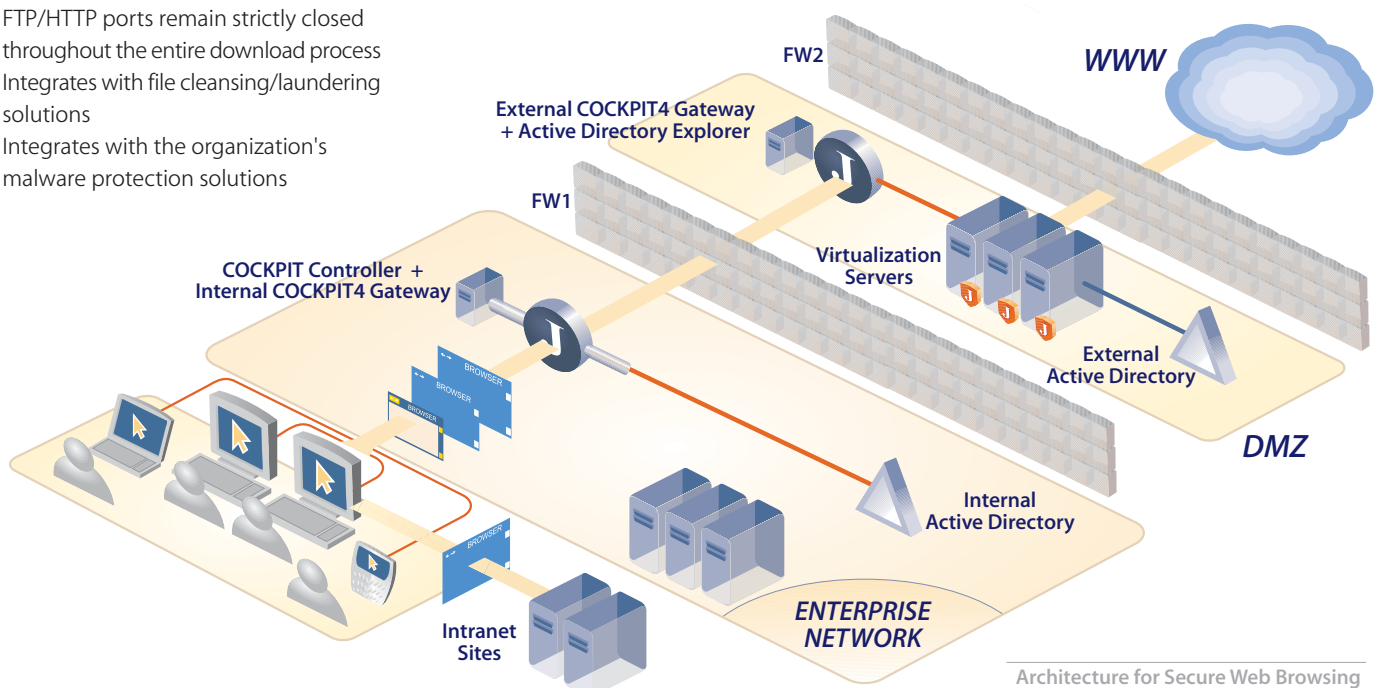 FTP/HTTP ports remain strictly closed
throughout the entire download process
Integrates with file cleansing/laundering
solutions
Integrates with the organization's
malware protection solutions
WWW
FW2
External COCKPIT4 Gateway
+ Active Directory Explorer
J
FW1
Virtualization
Servers
J
J
J
COCKPIT Controller +
Internal COCKPIT4 Gateway
J
External
Active Directory
BROWSER
BROWSER
BROWSER
DMZ
Internal
Active Directory
BROWSER
ENTERPRISE
NETWORK
Intranet
Sites
Architecture for Secure Web Browsing